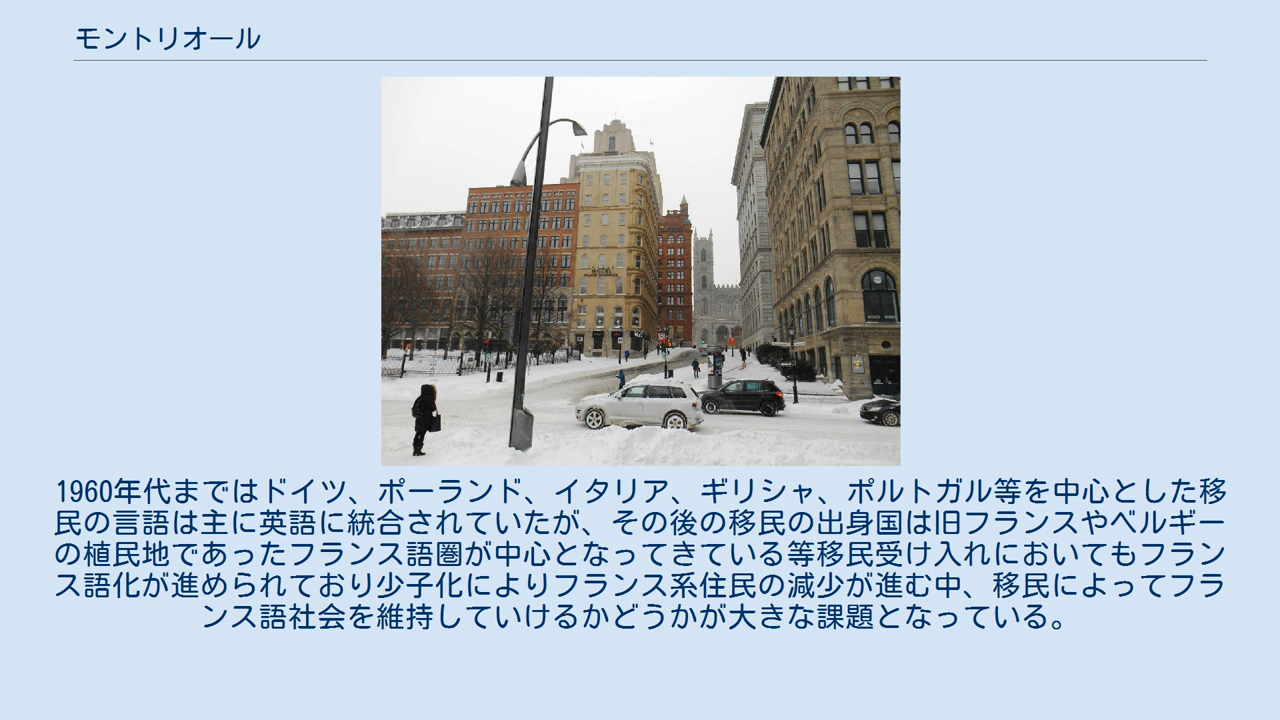 モントリオール
HOTEL
1960年代まではドイツ、ポーランド、イタリア、ギリシャ、ポルトガル等を中心とした移
民の言語は主に英語に統合されていたが、その後の移民の出身国は旧フランスやベルギー
の植民地であったフランス語圏が中心となってきている等移民受け入れにおいてもフラン
ス語化が進められており少子化によりフランス系住民の減少が進む中、移民によってフラ
ンス語社会を維持していけるかどうかが大きな課題となっている。